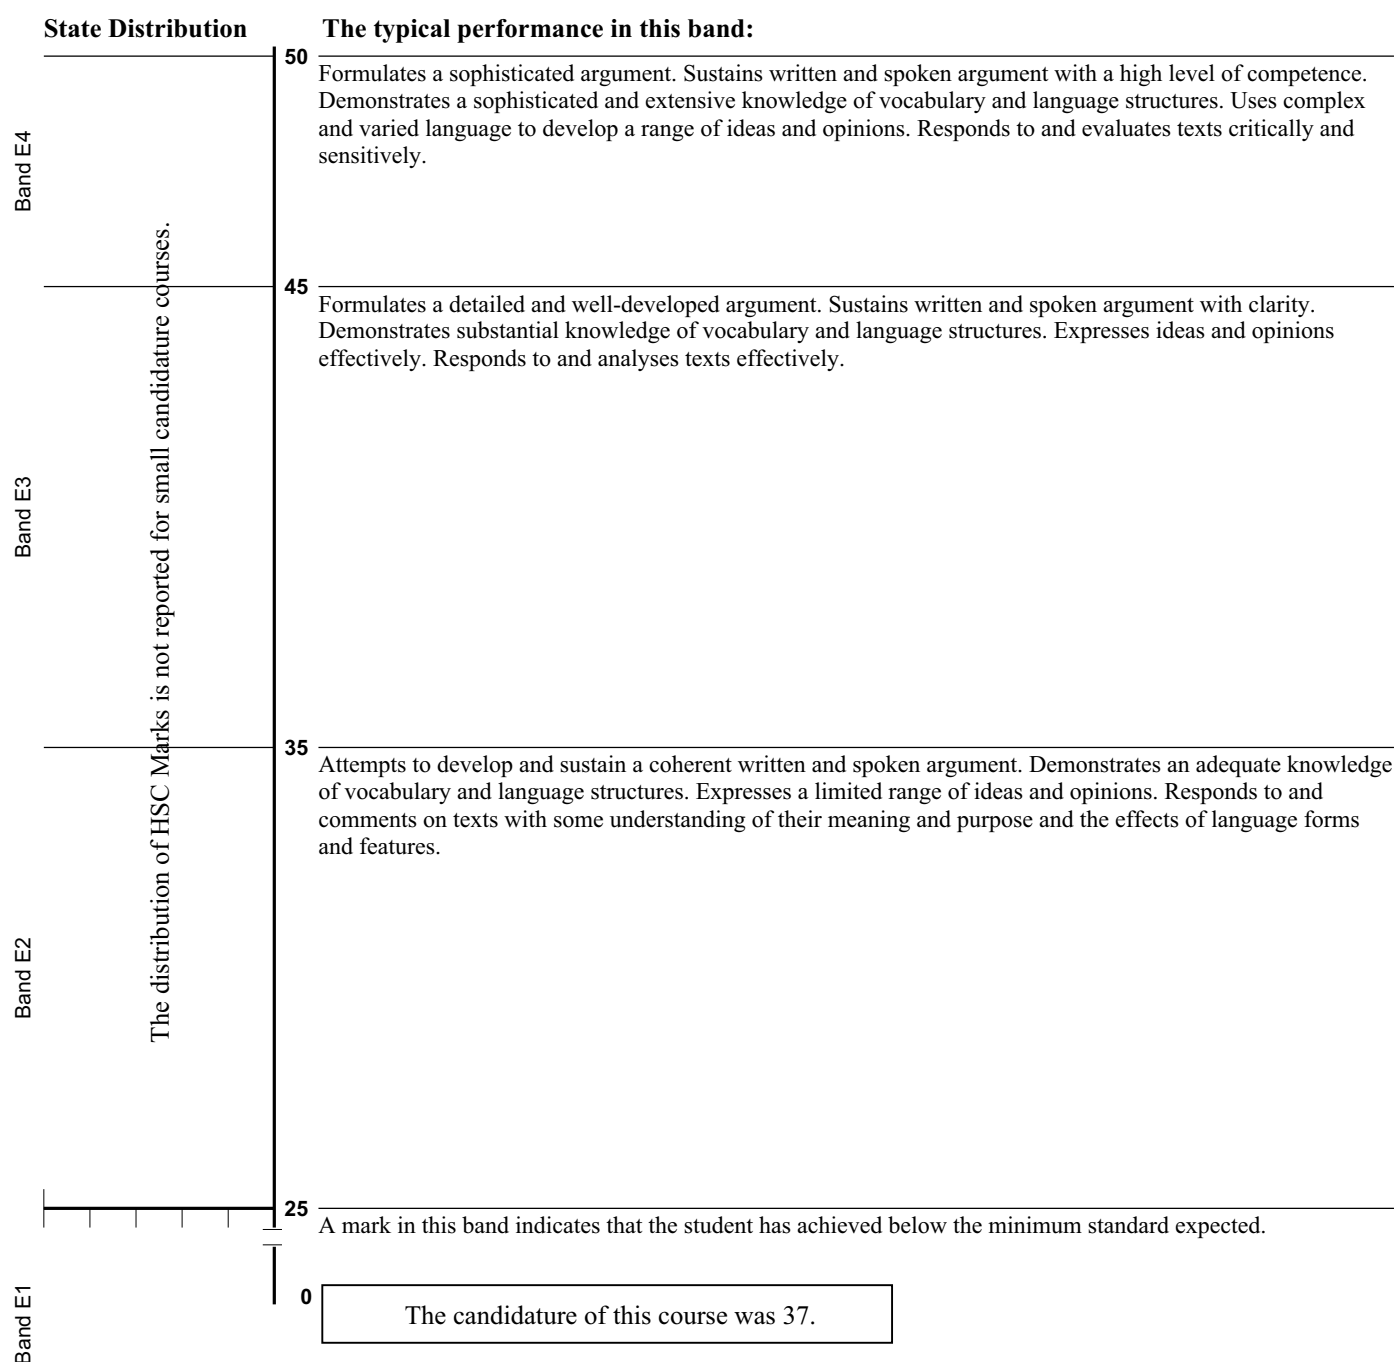 State Distribution
The typical performance in this band:
50
Formulates a sophisticated argument. Sustains written and spoken argument with a high level of competence.
Demonstrates a sophisticated and extensive knowledge of vocabulary and language structures. Uses complex
and varied language to develop a range of ideas and opinions. Responds to and evaluates texts critically and
sensitively.
Band E4
45
Formulates a detailed and well-developed argument. Sustains written and spoken argument with clarity.
Demonstrates substantial knowledge of vocabulary and language structures. Expresses ideas and opinions
effectively. Responds to and analyses texts effectively.
Band E3
The distribution of HSC Marks is not reported for small candidature courses.
35
Attempts to develop and sustain a coherent written and spoken argument. Demonstrates an adequate knowledge
of vocabulary and language structures. Expresses a limited range of ideas and opinions. Responds to and
comments on texts with some understanding of their meaning and purpose and the effects of language forms
and features.
Band E2
25
A mark in this band indicates that the student has achieved below the minimum standard expected.
0
Band E1
The candidature of this course was 37.